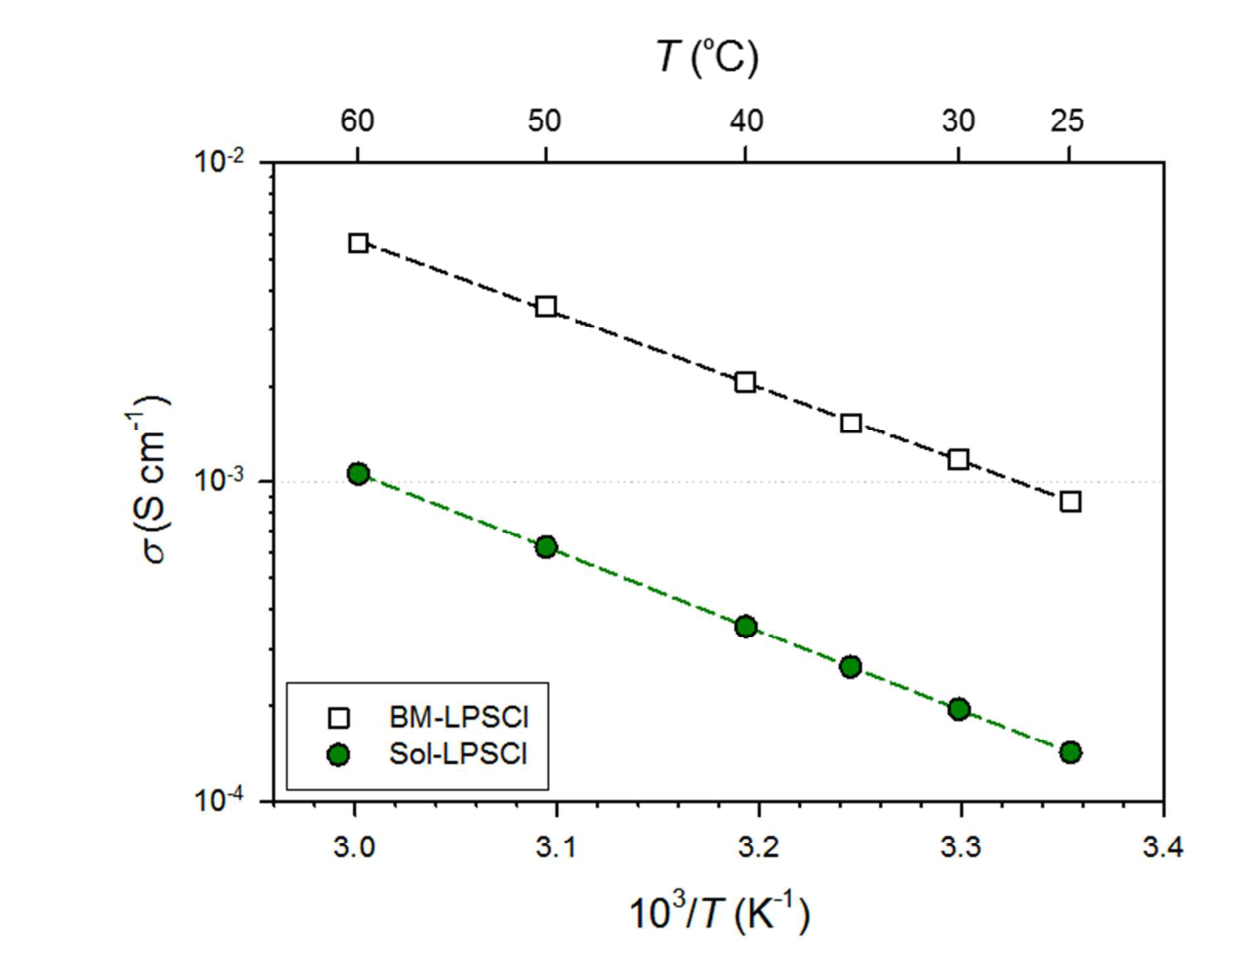 T (°C)
60 50 40 30 25
10⁻²
10⁻³
10⁻⁴
σ (S cm⁻¹)
BM-LPSCl
Sol-LPSCl
3.0 3.1 3.2 3.3 3.4
10³/T (K⁻¹)